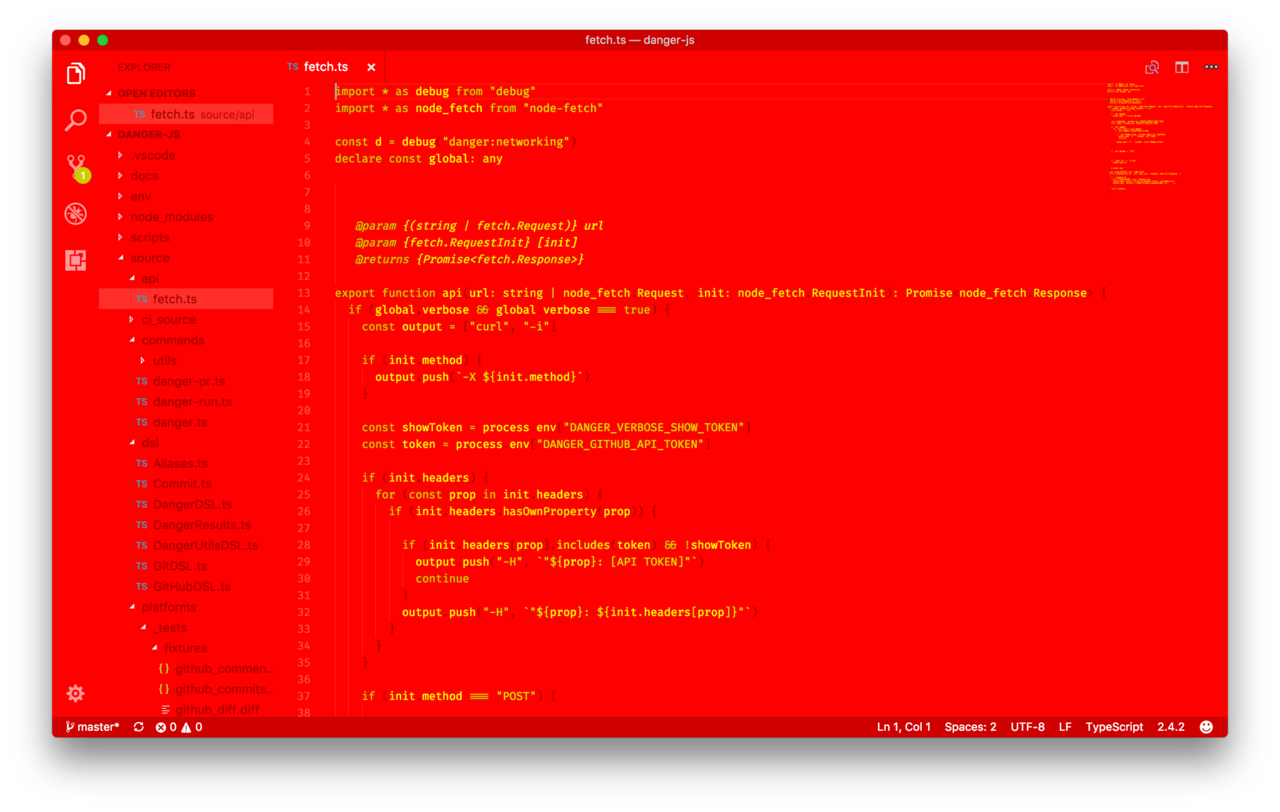 fetch.ts — danger-js
EXPLORER
OPEN EDITORS
TS fetch.ts source/api
DANGER-JS
.vscode
docs
env
node_modules
scripts
source
api
TS fetch.ts
ci_source
commands
utils
TS danger-pr.ts
TS danger-run.ts
TS danger.ts
dsl
TS Aliases.ts
TS Commit.ts
TS DangerDSL.ts
TS DangerResults.ts
TS DangerUtilsDSL.ts
TS GitDSL.ts
TS GitHubDSL.ts
platforms
_tests
fixtures
{} github_commen...
{} github_commits...
github_diff.diff
1
TS fetch.ts ×
1 import * as debug from "debug"
2 import * as node_fetch from "node-fetch"
3
4 const d = debug("danger:networking")
5 declare const global: any
6
7
8
9 @param {(string | fetch.Request)} url
10 @param {fetch.RequestInit} [init]
11 @returns {Promise<fetch.Response>}
12
13 export function api(url: string | node_fetch Request, init: node_fetch RequestInit): Promise<node_fetch Response> {
14 if (global verbose && global verbose === true) {
15 const output = ["curl", "-i"]
16
17 if (init method) {
18 output push(`-X ${init.method}`)
19 }
20
21 const showToken = process env["DANGER_VERBOSE_SHOW_TOKEN"]
22 const token = process env["DANGER_GITHUB_API_TOKEN"]
23
24 if (init headers) {
25 for (const prop in init headers) {
26 if (init headers hasOwnProperty(prop)) {
27
28 if (init headers[prop].includes(token) && !showToken) {
29 output push("-H", `"${prop}: [API TOKEN]"`)
30 continue
31 }
32 output push("-H", `"${prop}: ${init.headers[prop]}"`)
33 }
34 }
35 }
36
37 if (init method === "POST") {
38
master* 0 0
Ln 1, Col 1 Spaces: 2 UTF-8 LF TypeScript 2.4.2